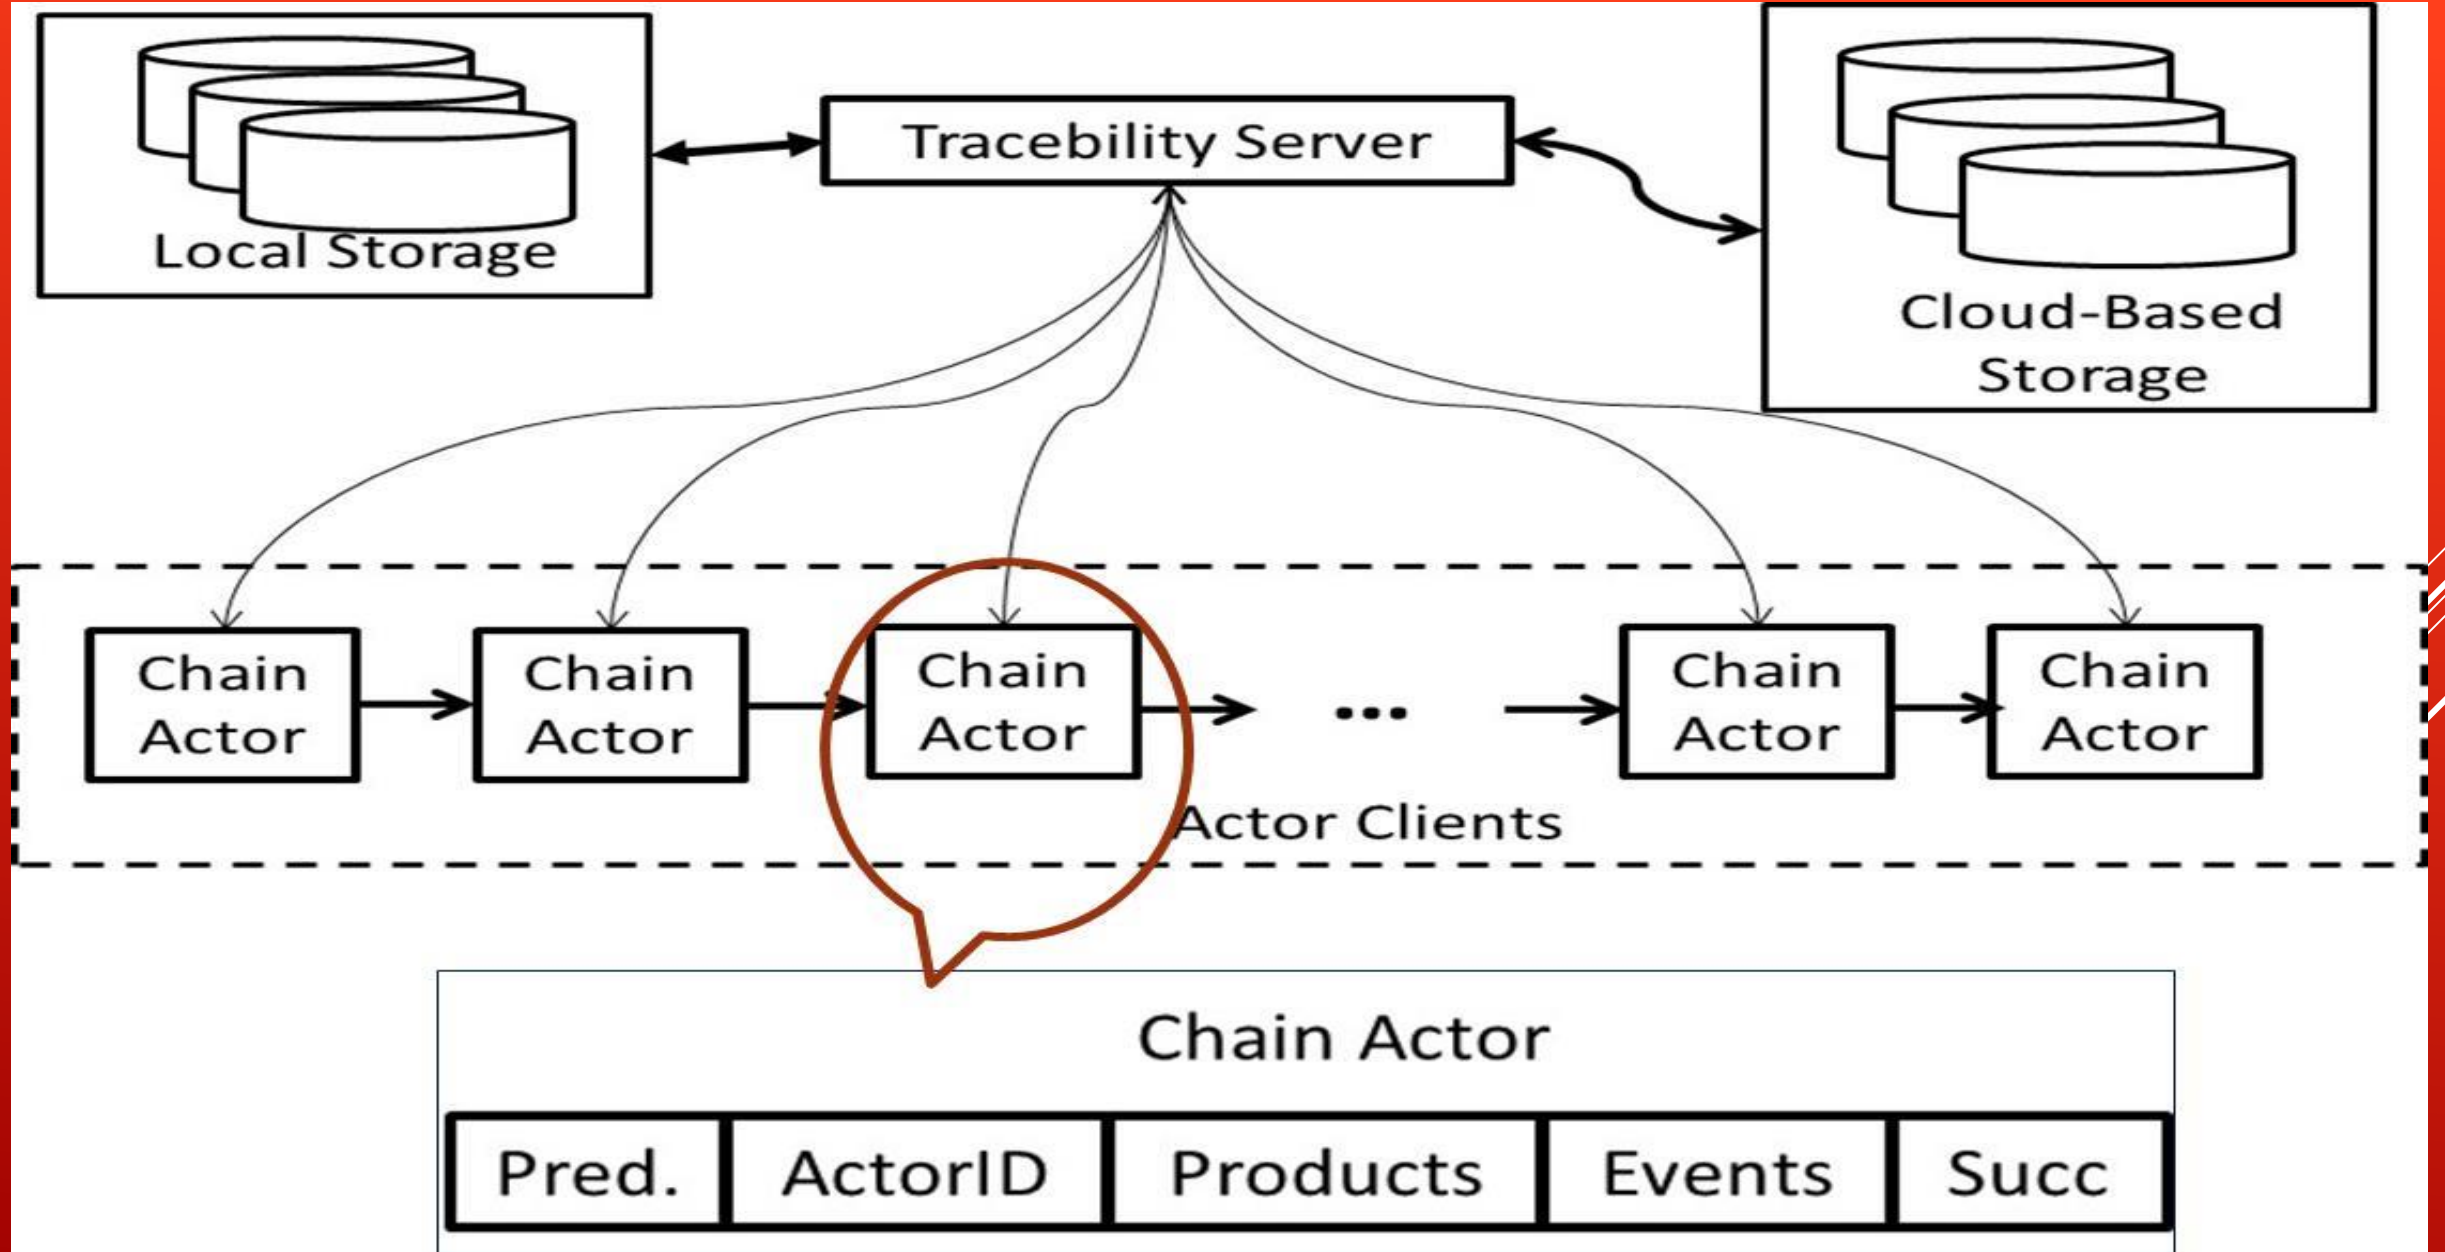 Local Storage
Tracebility Server
Cloud-Based
Storage
Chain
Actor
Chain
Actor
Chain
Actor
...
Chain
Actor
Chain
Actor
Actor Clients
Chain Actor
Pred.
ActorID
Products
Events
Succ